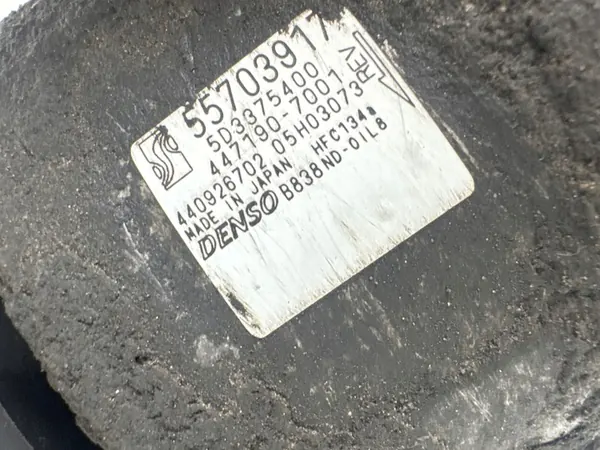 55703917
5D3375400
447190-7001
440926702 05H03073 REV
MADE IN JAPAN HFC134a
DENSO B838 ND-OIL8